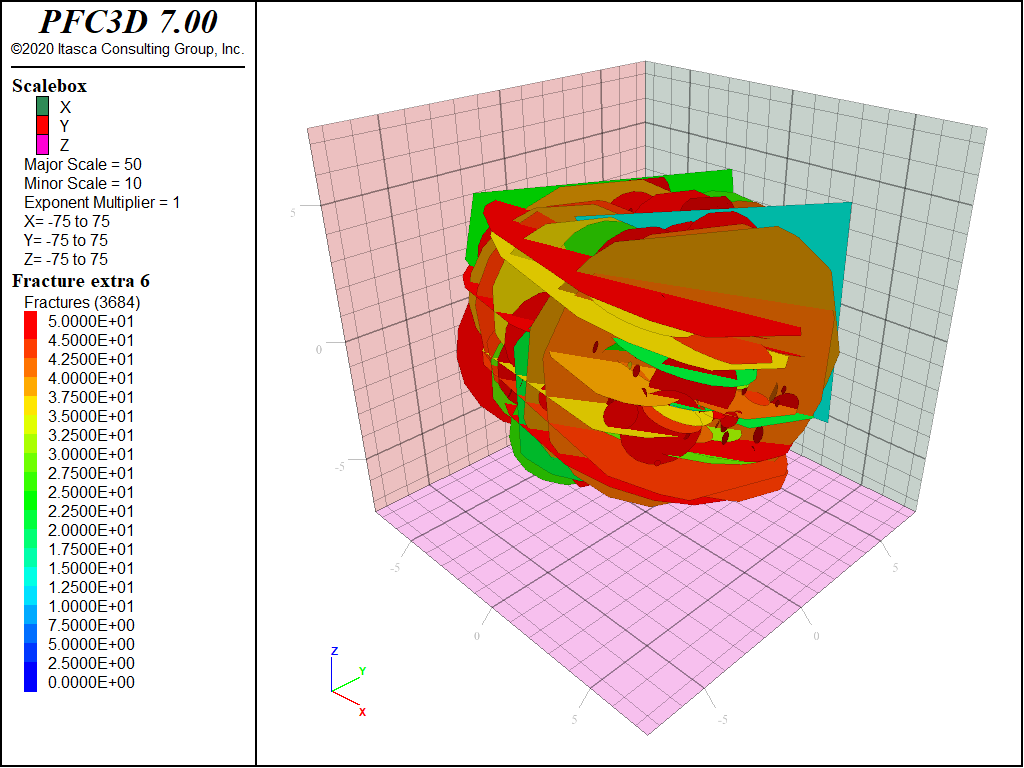 PFC3D 7.00
©2020 Itasca Consulting Group, Inc.
Scalebox
X
Y
Z
Major Scale = 50
Minor Scale = 10
Exponent Multiplier = 1
X= -75 to 75
Y= -75 to 75
Z= -75 to 75
Fracture extra 6
Fractures (3684)
5.0000E+01
4.5000E+01
4.2500E+01
4.0000E+01
3.7500E+01
3.5000E+01
3.2500E+01
3.0000E+01
2.7500E+01
2.5000E+01
2.2500E+01
2.0000E+01
1.7500E+01
1.5000E+01
1.2500E+01
1.0000E+01
7.5000E+00
5.0000E+00
2.5000E+00
0.0000E+00
5
0
-5
-5
0
5
5
0
-5
Z
Y
X